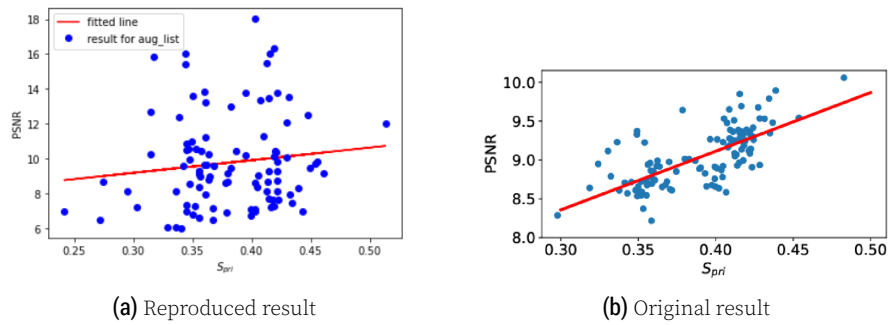 fitted line
result for aug_list
18
16
14
12
10
8
6
PSNR
0.25 0.30 0.35 0.40 0.45 0.50
S_pri
(a) Reproduced result
10.0
9.5
9.0
8.5
8.0
PSNR
0.30 0.35 0.40 0.45 0.50
S_pri
(b) Original result